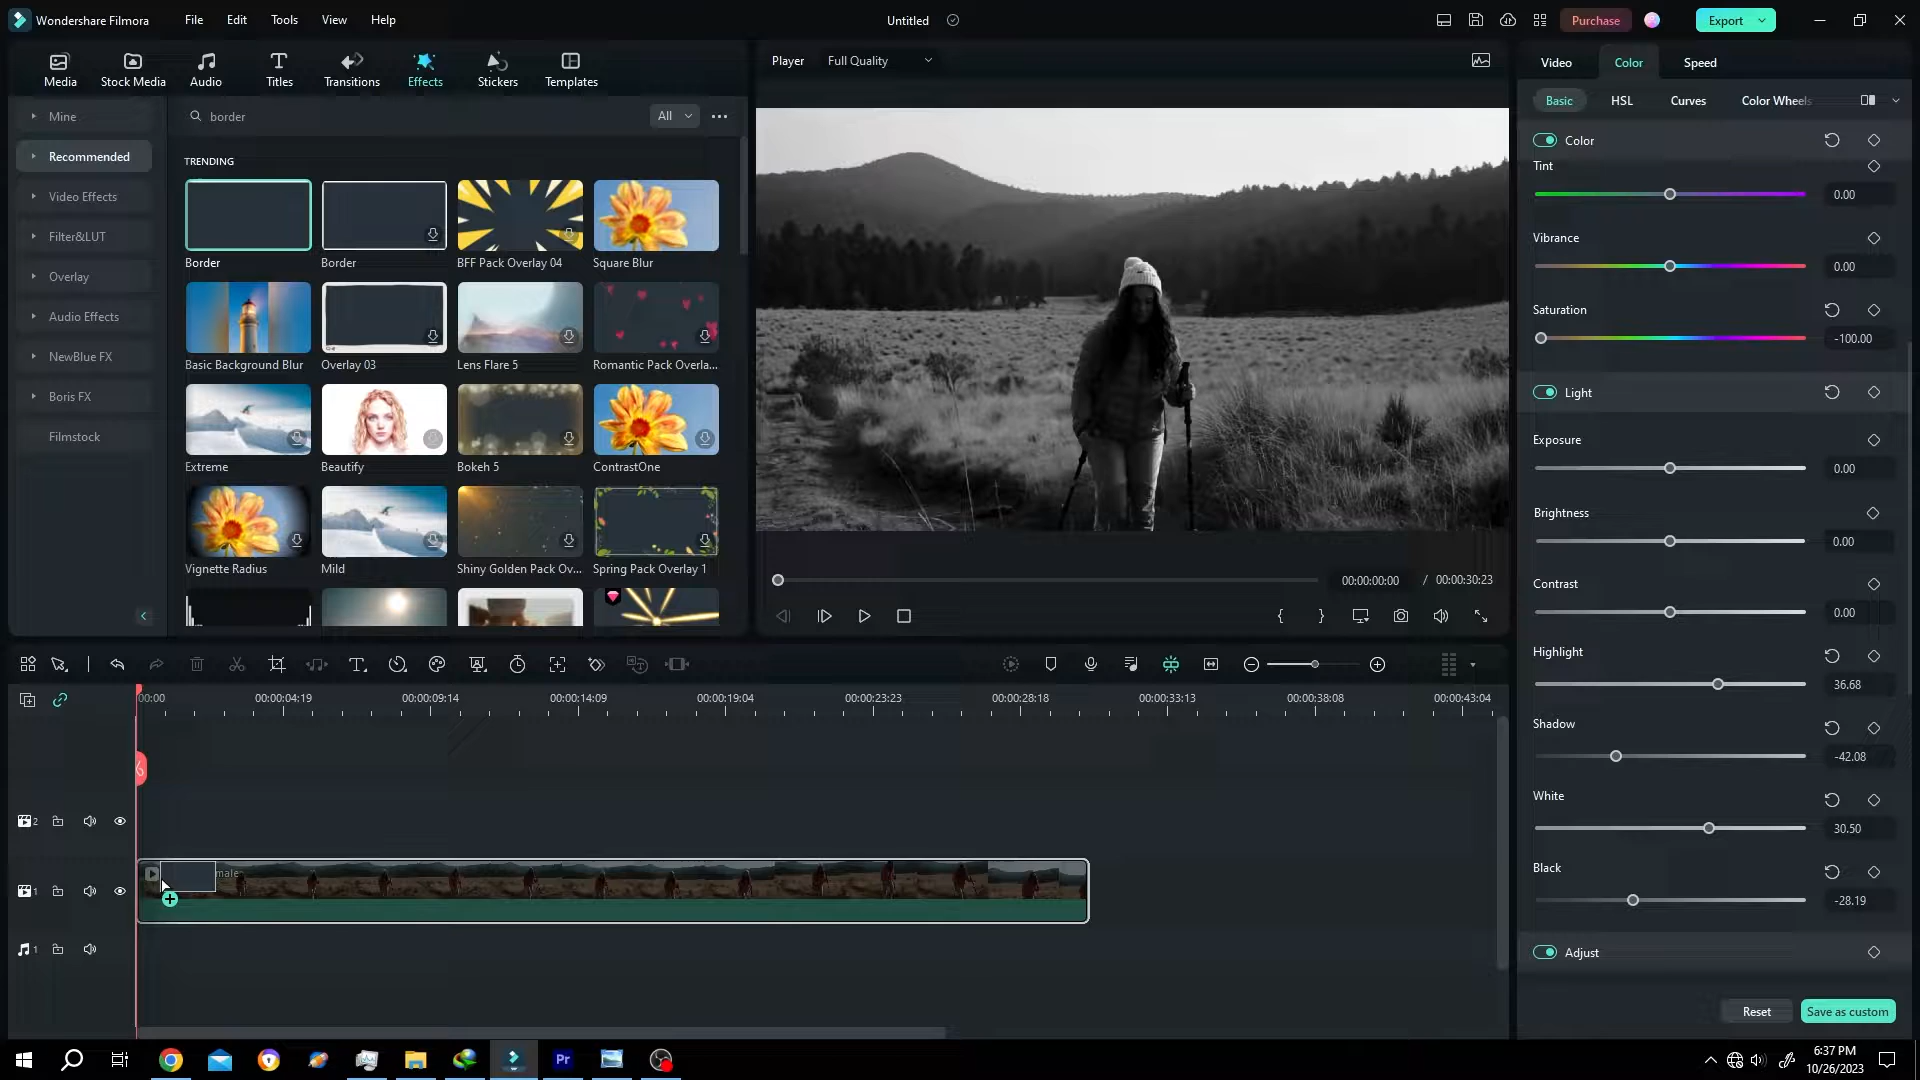 Wondershare Filmora
File Edit Tools View Help
Untitled
Purchase
Export
Media
Stock Media
Audio
Titles
Transitions
Effects
Stickers
Templates
Mine
Recommended
Video Effects
Filter&LUT
Overlay
Audio Effects
NewBlue FX
Boris FX
Filmstock
border
All
TRENDING
Border Border BFF Pack Overlay 04 Square Blur
Basic Background Blur Overlay 03 Lens Flare 5 Romantic Pack Overla...
Extreme Beautify Bokeh 5 ContrastOne
Vignette Radius Mild Shiny Golden Pack Ov... Spring Pack Overlay 1
Player Full Quality
00:00:00:00 / 00:00:30:23
Video Color Speed
Basic HSL Curves Color Wheels
Color
Tint
0.00
Vibrance
0.00
Saturation
-100.00
Light
Exposure
0.00
Brightness
0.00
Contrast
0.00
Highlight
36.68
Shadow
-42.08
White
30.50
Black
-28.19
Adjust
Reset Save as custom
00:00 00:00:04:19 00:00:09:14 00:00:14:09 00:00:19:04 00:00:23:23 00:00:28:18 00:00:33:13 00:00:38:08 00:00:43:04
2
male
1
1
Pr
6:37 PM
10/26/2023